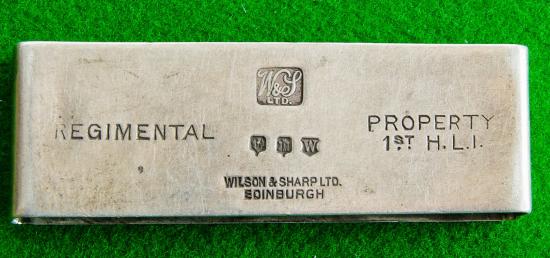 W&S
LTD.
REGIMENTAL
PROPERTY
1ST. H.L.I.
W
WILSON & SHARP LTD.
EDINBURGH